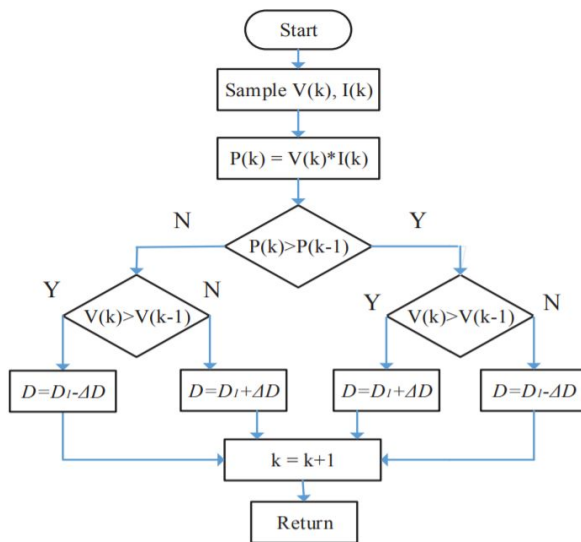 Start
Sample V(k), I(k)
P(k) = V(k)*I(k)
N
Y
P(k)>P(k-1)
Y
N
Y
N
V(k)>V(k-1)
V(k)>V(k-1)
D=D₁-ΔD
D=D₁+ΔD
D=D₁+ΔD
D=D₁-ΔD
k = k+1
Return